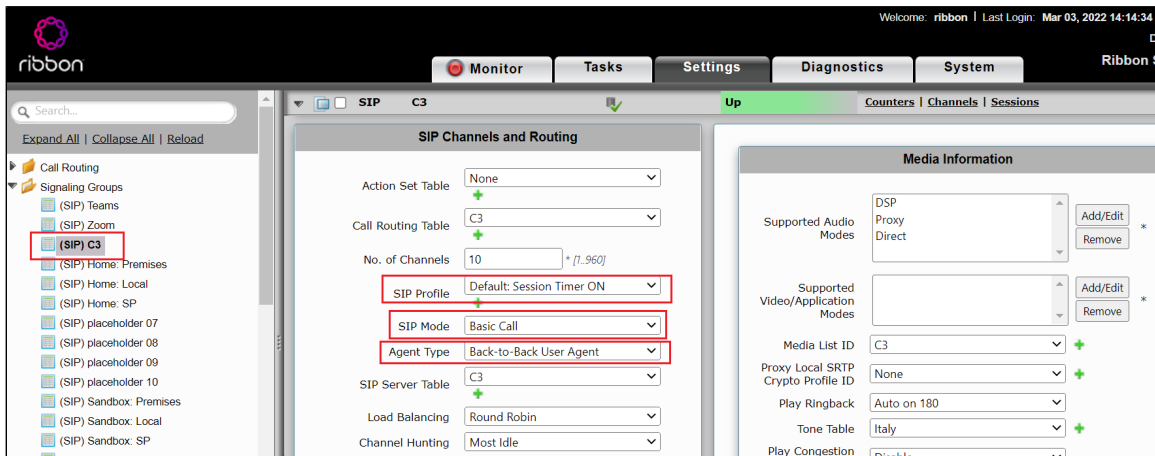 Welcome: ribbon | Last Login: Mar 03, 2022 14:14:34
D
ribbon
Ribbon S
Monitor
Tasks
Settings
Diagnostics
System
Search...
Expand All | Collapse All | Reload
Call Routing
Signaling Groups
(SIP) Teams
(SIP) Zoom
(SIP) C3
(SIP) Home: Premises
(SIP) Home: Local
(SIP) Home: SP
(SIP) placeholder 07
(SIP) placeholder 08
(SIP) placeholder 09
(SIP) placeholder 10
(SIP) Sandbox: Premises
(SIP) Sandbox: Local
(SIP) Sandbox: SP
SIP C3
Up
Counters | Channels | Sessions
SIP Channels and Routing
Action Set Table None
Call Routing Table C3
No. of Channels 10 * [1..960]
SIP Profile Default: Session Timer ON
SIP Mode Basic Call
Agent Type Back-to-Back User Agent
SIP Server Table C3
Load Balancing Round Robin
Channel Hunting Most Idle
Media Information
Supported Audio
Modes
DSP
Proxy
Direct
Add/Edit
Remove
*
Supported
Video/Application
Modes
Add/Edit
Remove
*
Media List ID C3
Proxy Local SRTP
Crypto Profile ID
None
Play Ringback Auto on 180
Tone Table Italy
Play Congestion
Disable